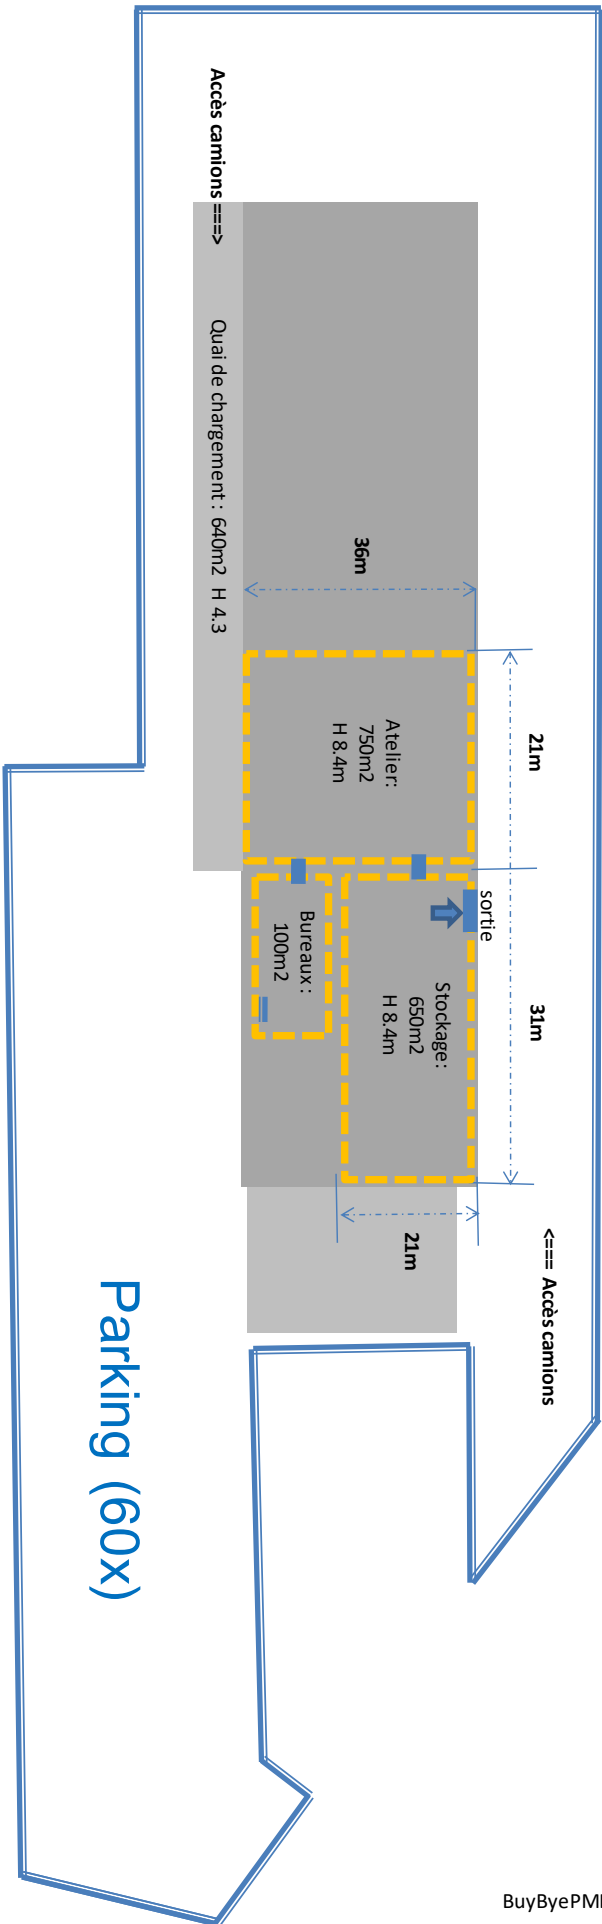 <=== Accès camions
21m
31m
sortie
Stockage:
650m2
H 8.4m
21m
Atelier:
750m2
H 8.4m
36m
Bureaux:
100m2
Accès camions ===>
Quai de chargement : 640m2 H 4.3
Parking (60x)